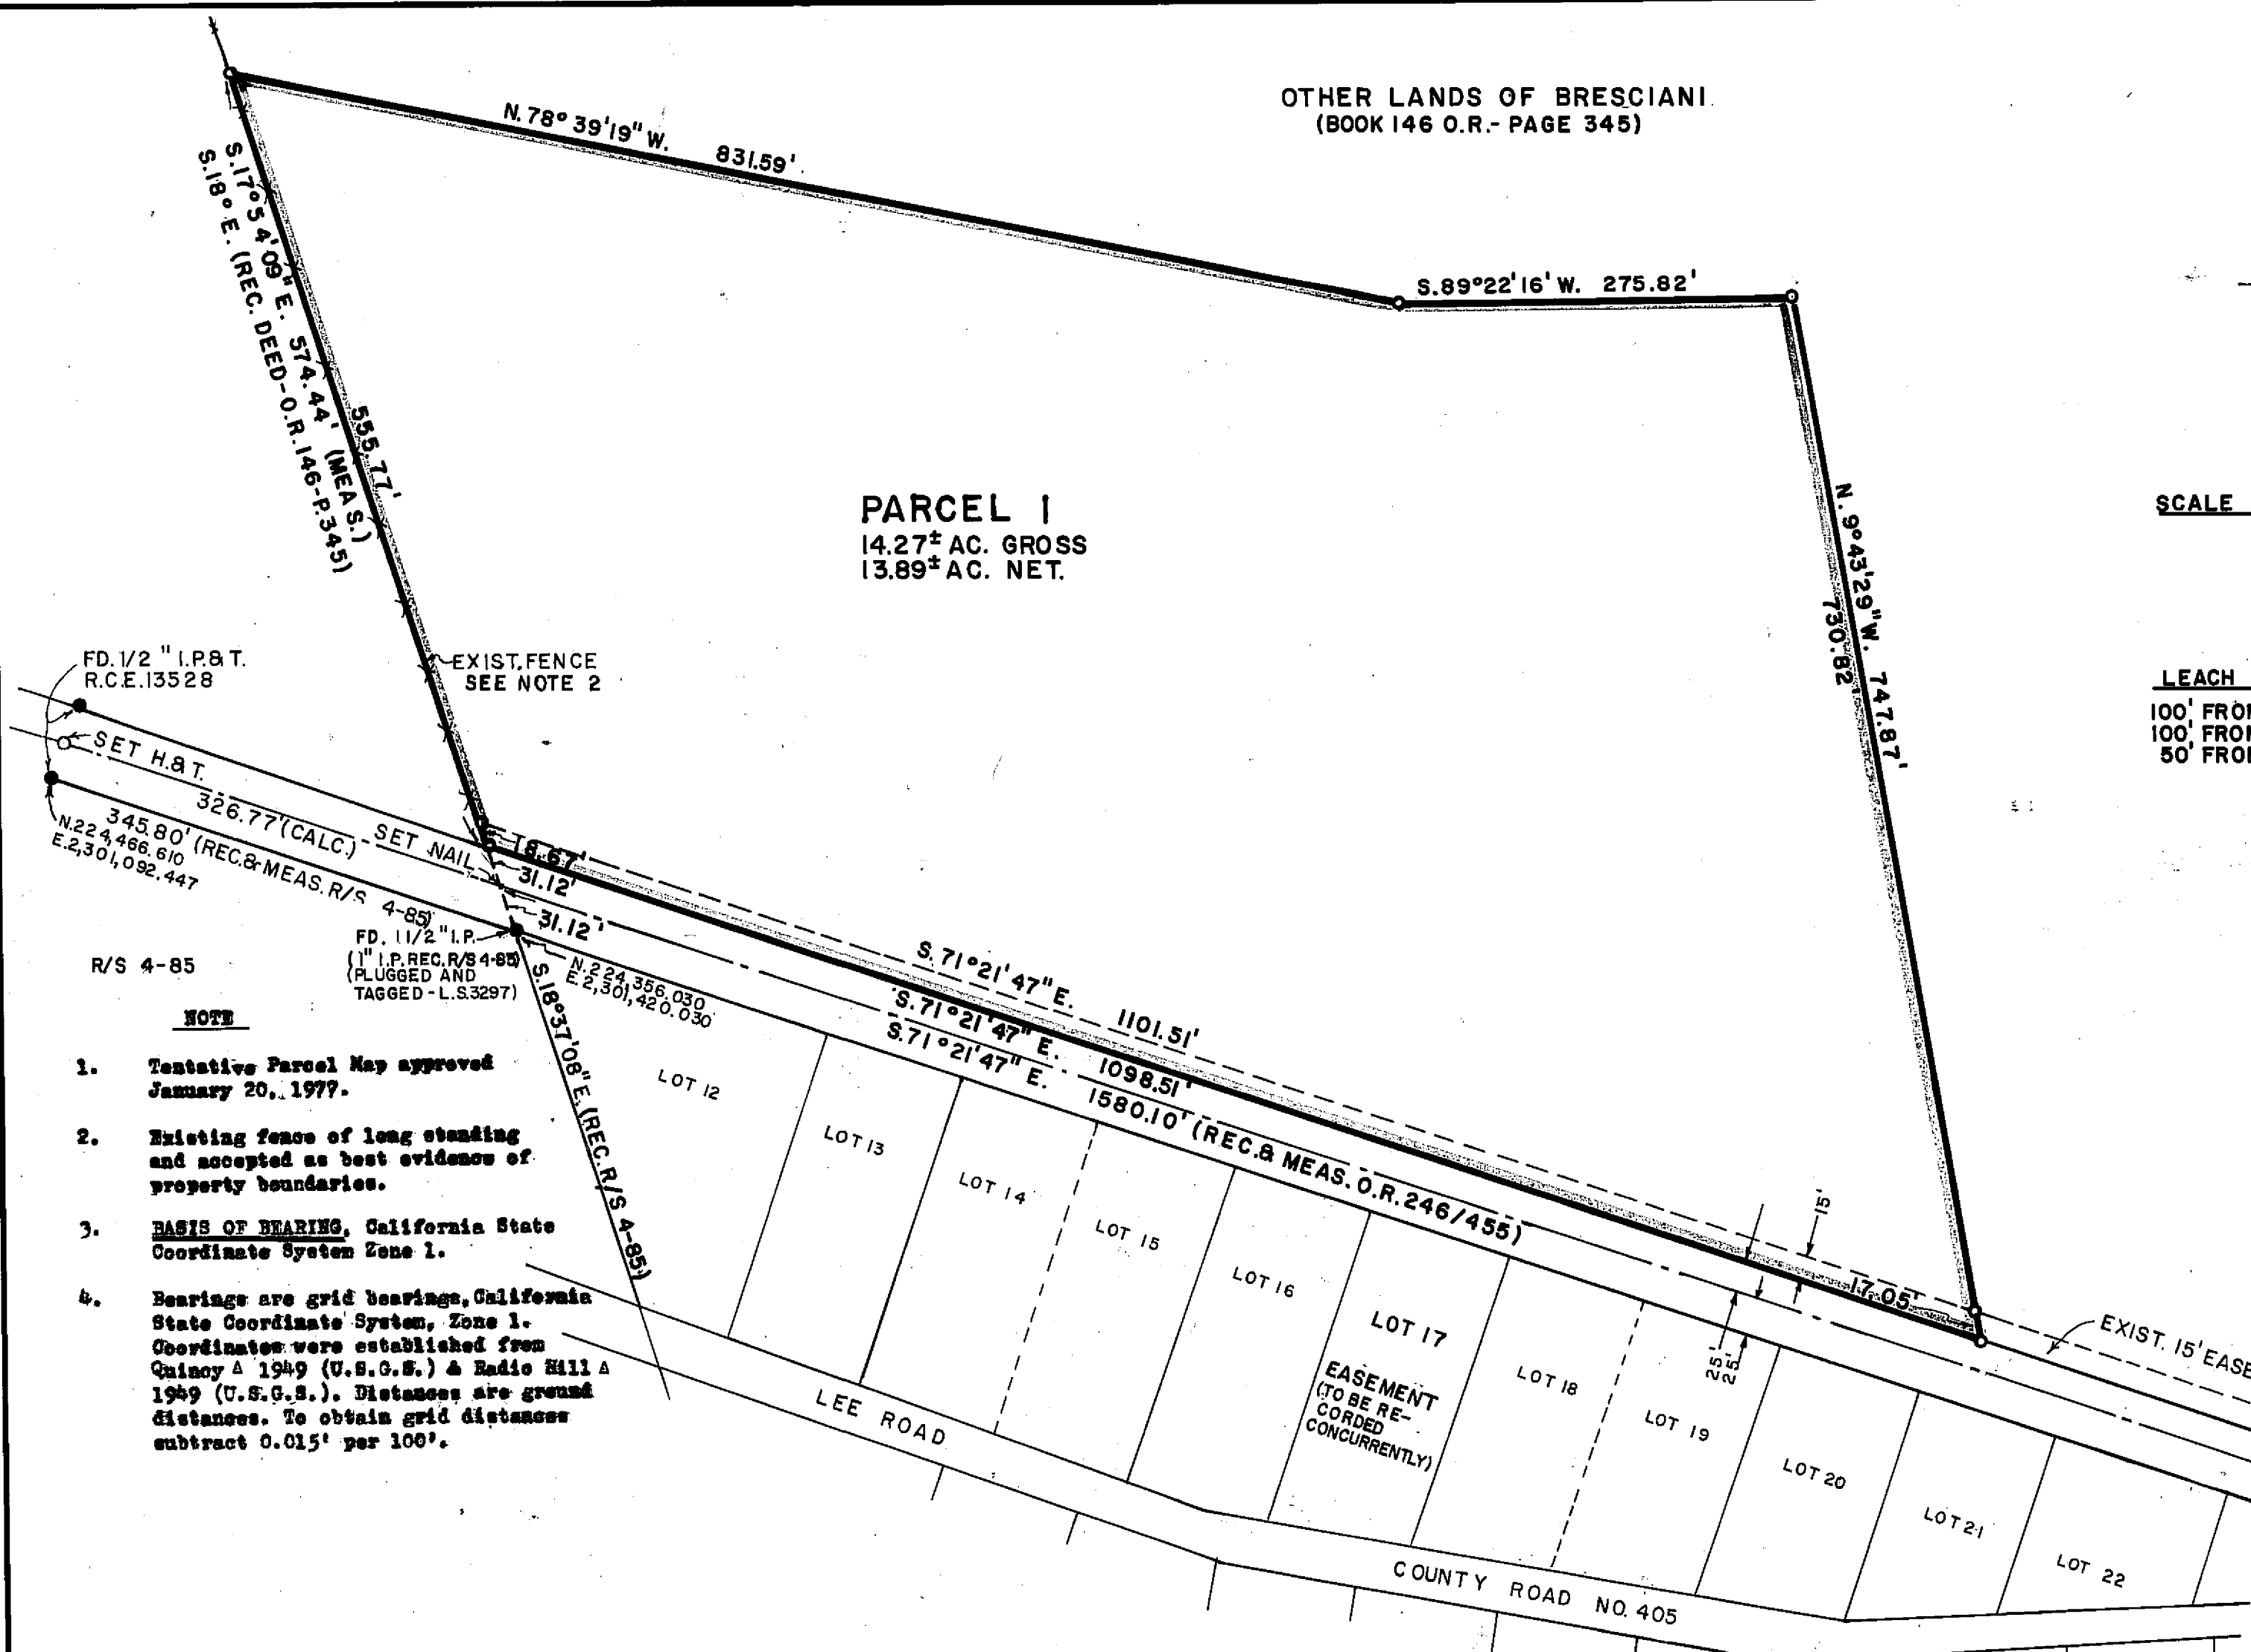 OTHER LANDS OF BRESCIANI
(BOOK 146 O.R.- PAGE 345)
N. 78° 39' 19" W. 831.59'
S. 89° 22' 16" W. 275.82'
S. 17° 54' 09" E. 574.44' (MEAS.)
S. 18° E. (REC. DEED-O.R. 146-P. 345)
555.77'
N. 9° 43' 29" W. 747.87'
730.82'
PARCEL 1
14.27± AC. GROSS
13.89± AC. NET.
SCALE
LEACH
100'
100'
50'
EXIST. FENCE
SEE NOTE 2
FD. 1/2" I.P. & T.
R.C.E. 13528
SET H. & T.
326.77' (CALC.)
SET NAIL
345.80' (REC. & MEAS. R/S 4-85)
N. 224,466.610
E. 2,301,092.447
18.67'
31.12'
31.12'
FD. 1 1/2" I.P.
(1" I.P. REC. R/S 4-85)
(PLUGGED AND
TAGGED - L.S. 3297)
N. 224,356.030
E. 2,301,420.030
S. 18° 37' 08" E. (REC. R/S 4-85)
S. 71° 21' 47" E. 1101.51'
S. 71° 21' 47" E. 1098.51'
S. 71° 21' 47" E. 1580.10' (REC. & MEAS. O.R. 246/455)
15'
17.05'
25'
25'
EXIST. 15'
R/S 4-85
NOTE
1. Tentative Parcel Map approved
January 20, 1977.
2. Existing fence of long standing
and accepted as best evidence of
property boundaries.
3. BASIS OF BEARING, California State
Coordinate System Zone 1.
4. Bearings are grid bearings, California
State Coordinate System, Zone 1.
Coordinates were established from
Quincy Δ 1949 (U.S.G.S.) & Radio Hill Δ
1949 (U.S.G.S.). Distances are ground
distances. To obtain grid distances
subtract 0.015' per 100'.
LOT 12
LOT 13
LOT 14
LOT 15
LOT 16
LOT 17
EASEMENT
(TO BE RE-
CORDED
CONCURRENTLY)
LOT 18
LOT 19
LOT 20
LOT 21
LOT 22
LEE ROAD
COUNTY ROAD NO. 405